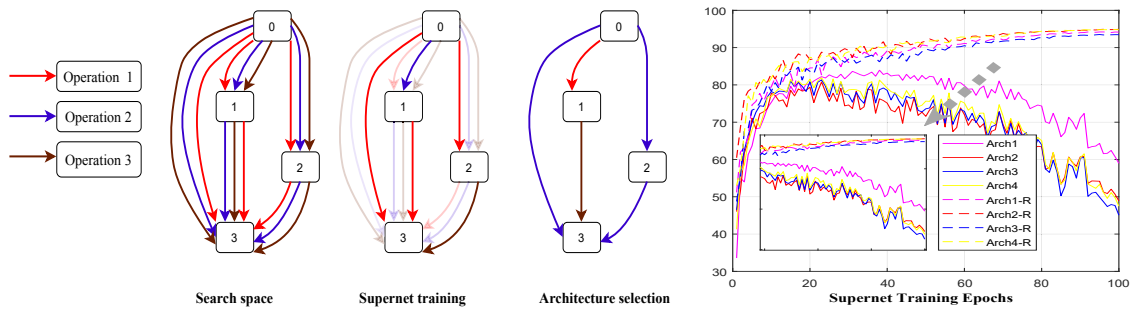 Operation 1
Operation 2
Operation 3
0
1
2
3
Search space
0
1
2
3
Supernet training
0
1
2
3
Architecture selection
100
90
80
70
60
50
40
30
0
20
40
60
80
100
Supernet Training Epochs
Arch1
Arch2
Arch3
Arch4
Arch1-R
Arch2-R
Arch3-R
Arch4-R